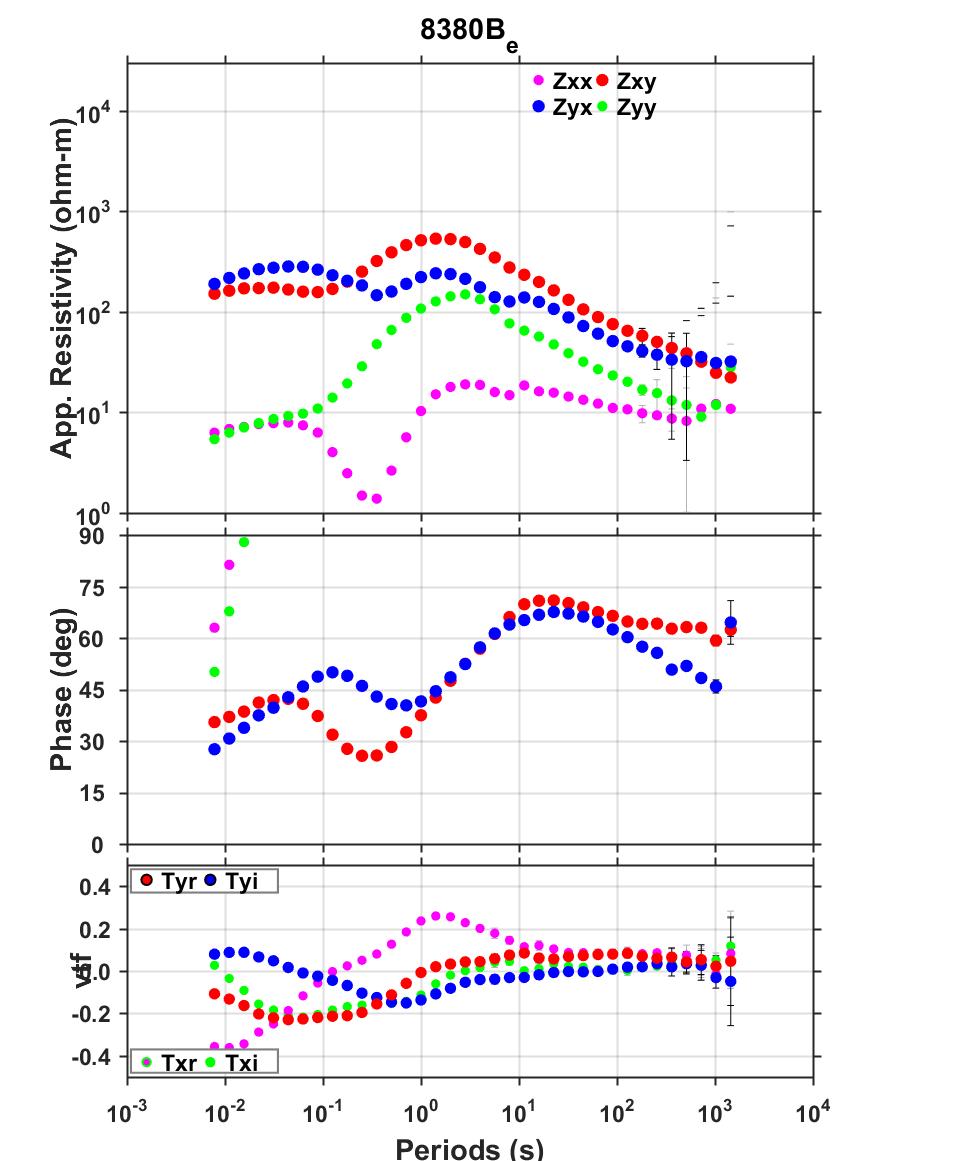 8380Be
Zxx Zxy
Zyx Zyy
App. Resistivity (ohm-m)
10^4
10^3
10^2
10^1
10^0
Phase (deg)
90
75
60
45
30
15
0
Tyr Tyi
vtf
0.4
0.2
0.0
-0.2
-0.4
Txr Txi
10^-3 10^-2 10^-1 10^0 10^1 10^2 10^3 10^4
Periods (s)